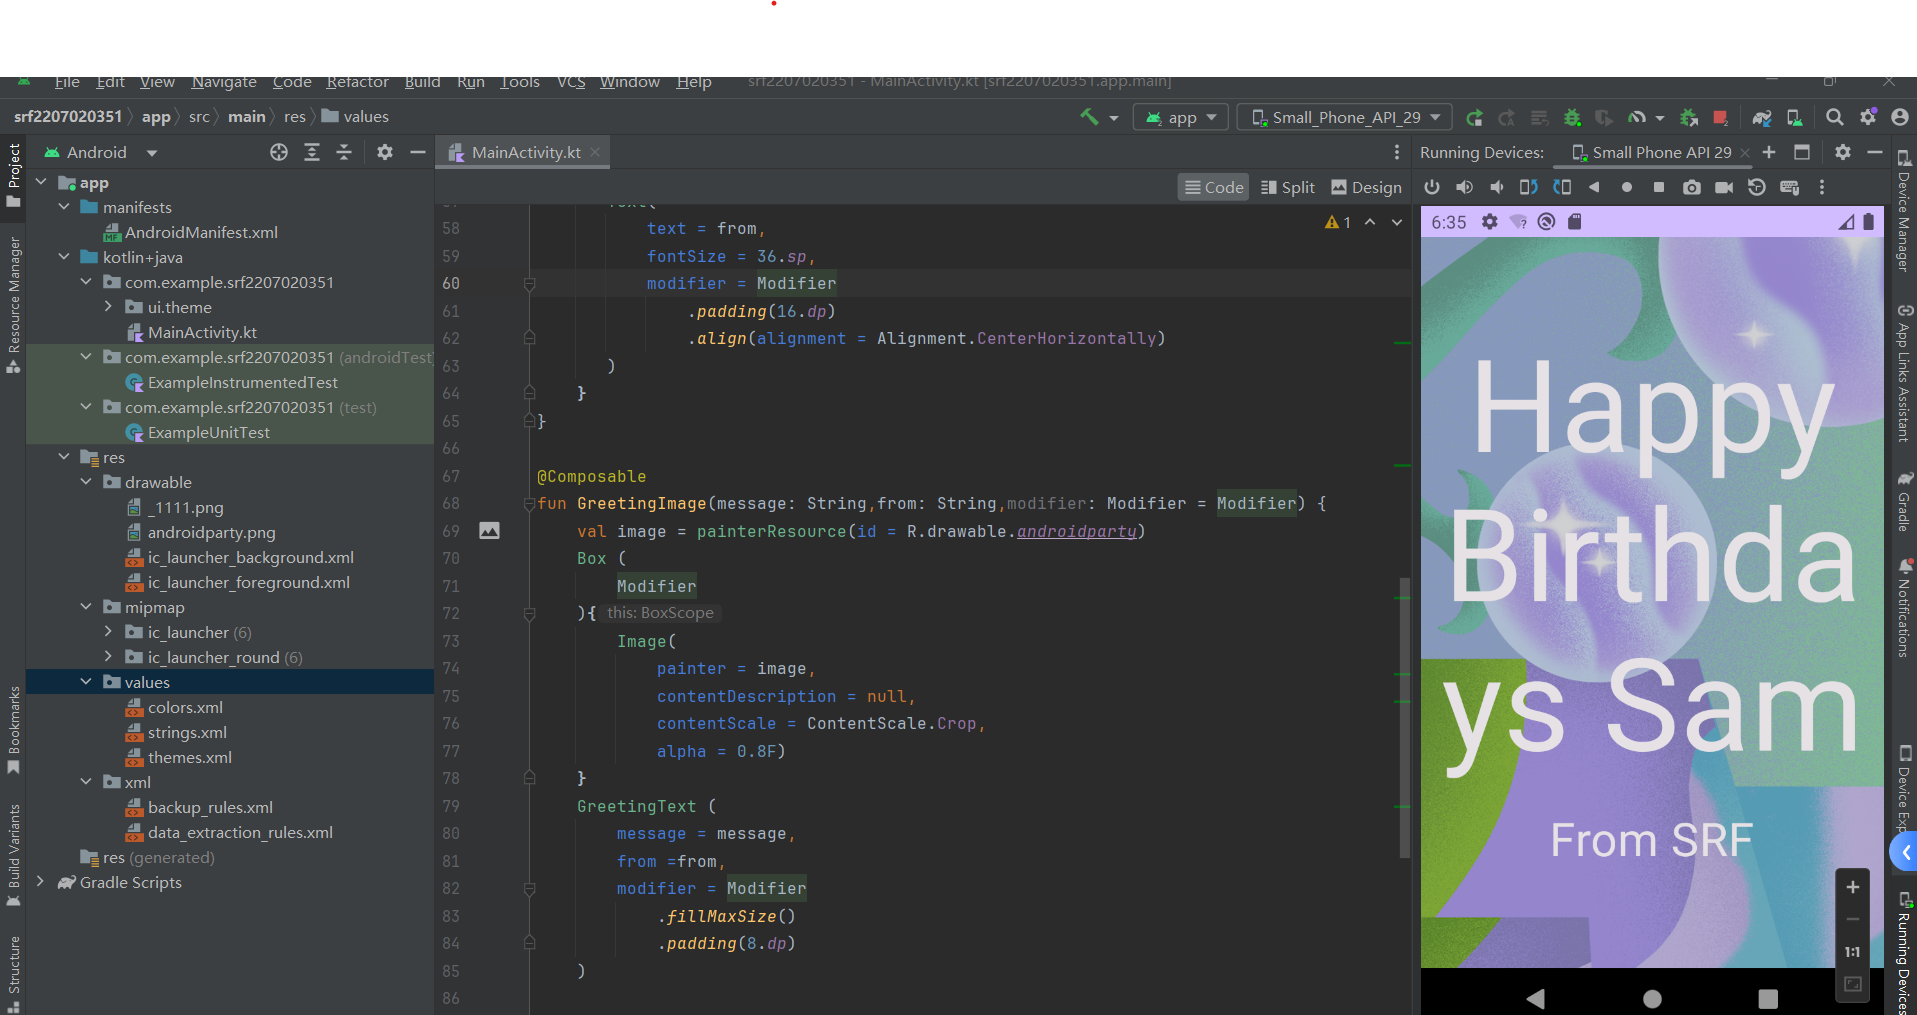 File Edit View Navigate Code Refactor Build Run Tools VCS Window Help srf2207020351 - MainActivity.kt [srf2207020351.app.main]
srf2207020351 app src main res values
app Small_Phone_API_29
Android
MainActivity.kt
Running Devices: Small Phone API 29
Code Split Design
Project
Resource Manager
Bookmarks
Build Variants
Structure
app
manifests
AndroidManifest.xml
kotlin+java
com.example.srf2207020351
ui.theme
MainActivity.kt
com.example.srf2207020351 (androidTest)
ExampleInstrumentedTest
com.example.srf2207020351 (test)
ExampleUnitTest
res
drawable
_1111.png
androidparty.png
ic_launcher_background.xml
ic_launcher_foreground.xml
mipmap
ic_launcher (6)
ic_launcher_round (6)
values
colors.xml
strings.xml
themes.xml
xml
backup_rules.xml
data_extraction_rules.xml
res (generated)
Gradle Scripts
1
57 Text(
58 text = from,
59 fontSize = 36.sp,
60 modifier = Modifier
61 .padding(16.dp)
62 .align(alignment = Alignment.CenterHorizontally)
63 )
64 }
65 }
66
67 @Composable
68 fun GreetingImage(message: String,from: String,modifier: Modifier = Modifier) {
69 val image = painterResource(id = R.drawable.androidparty)
70 Box (
71 Modifier
72 ){ this: BoxScope
73 Image(
74 painter = image,
75 contentDescription = null,
76 contentScale = ContentScale.Crop,
77 alpha = 0.8F)
78 }
79 GreetingText (
80 message = message,
81 from =from,
82 modifier = Modifier
83 .fillMaxSize()
84 .padding(8.dp)
85 )
86
6:35
Happy
Birthda
ys Sam
From SRF
1:1
Device Manager
App Links Assistant
Gradle
Notifications
Device Exp
Running Devices